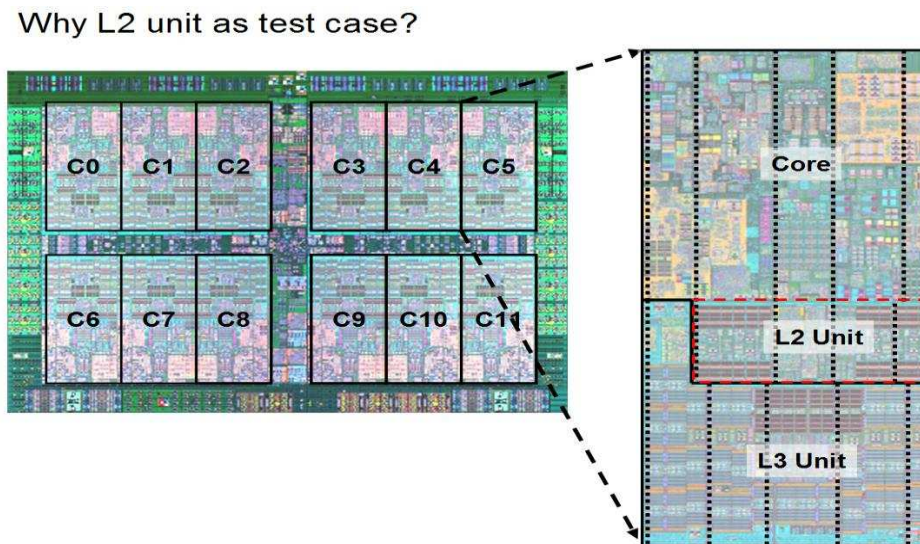 Why L2 unit as test case?
C0 C1 C2 C3 C4 C5
C6 C7 C8 C9 C10 C11
Core
L2 Unit
L3 Unit